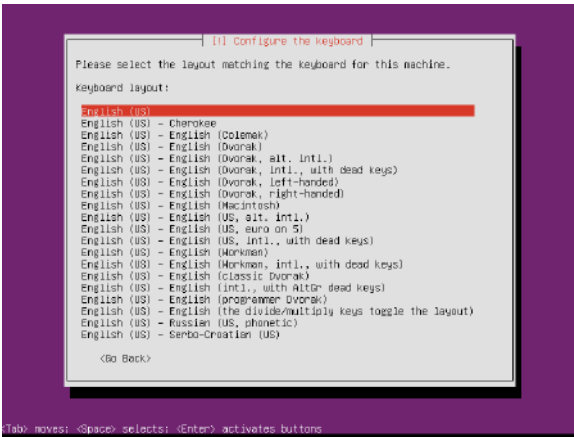 [!] Configure the keyboard
Please select the layout matching the keyboard for this machine.
Keyboard layout:
English (US)
English (US) - Cherokee
English (US) - English (Colemak)
English (US) - English (Dvorak)
English (US) - English (Dvorak, alt. intl.)
English (US) - English (Dvorak, intl., with dead keys)
English (US) - English (Dvorak, left-handed)
English (US) - English (Dvorak, right-handed)
English (US) - English (Macintosh)
English (US) - English (US, alt. intl.)
English (US) - English (US, euro on 5)
English (US) - English (US, intl., with dead keys)
English (US) - English (Workman)
English (US) - English (Workman, intl., with dead keys)
English (US) - English (classic Dvorak)
English (US) - English (intl., with AltGr dead keys)
English (US) - English (programmer Dvorak)
English (US) - English (the divide/multiply keys toggle the layout)
English (US) - Russian (US, phonetic)
English (US) - Serbo-Croatian (US)
<Go Back>
<Tab> moves; <Space> selects; <Enter> activates buttons